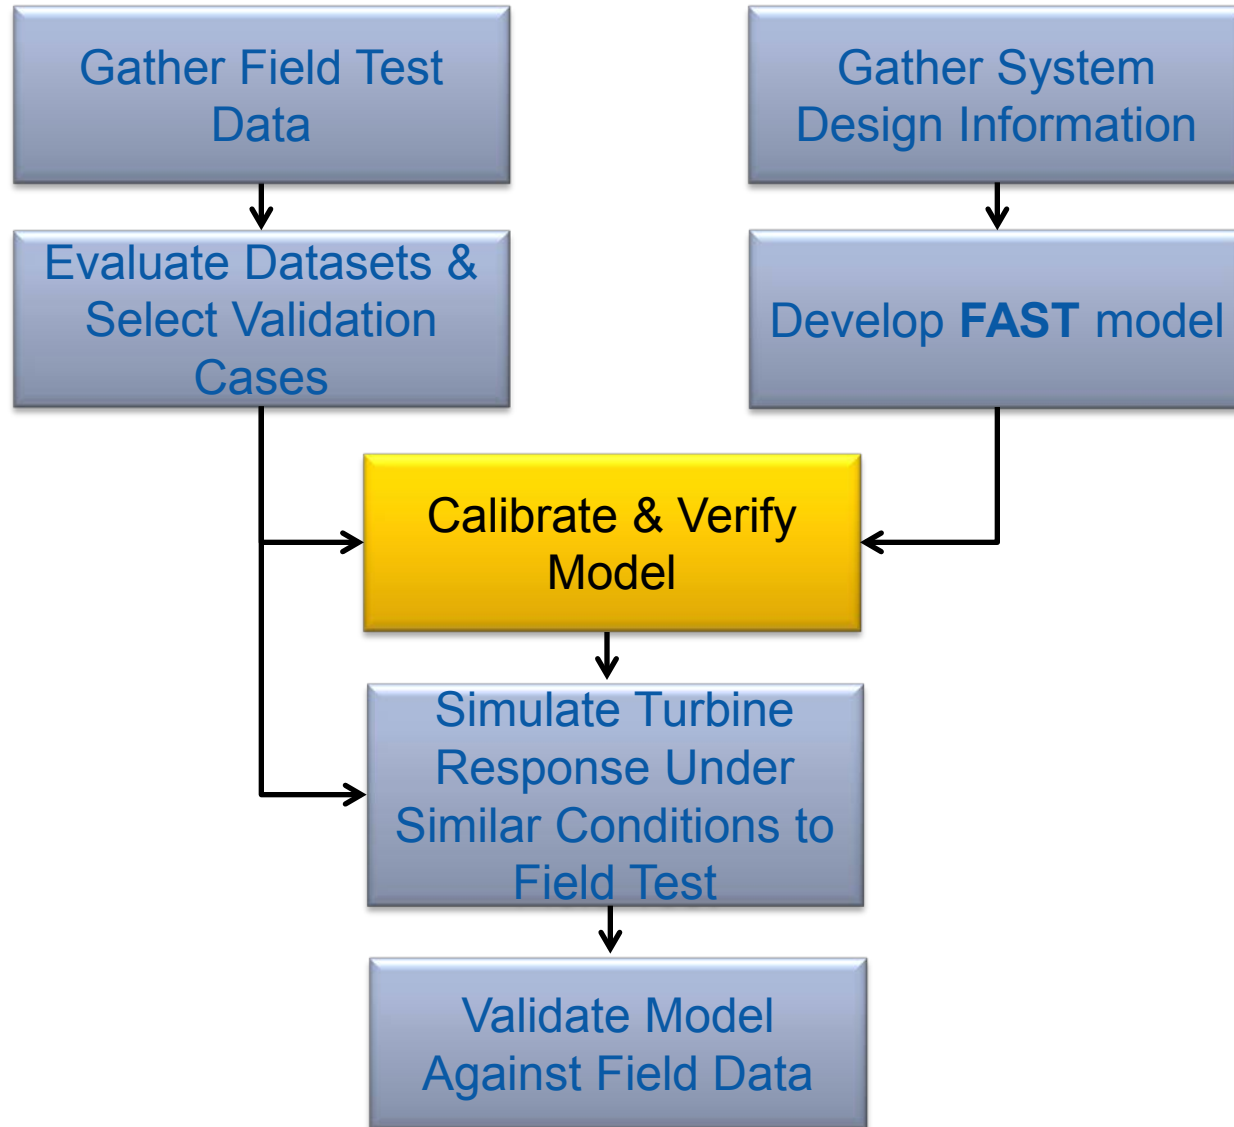 Gather Field Test
Data
Gather System
Design Information
Evaluate Datasets &
Select Validation
Cases
Develop FAST model
Calibrate & Verify
Model
Simulate Turbine
Response Under
Similar Conditions to
Field Test
Validate Model
Against Field Data